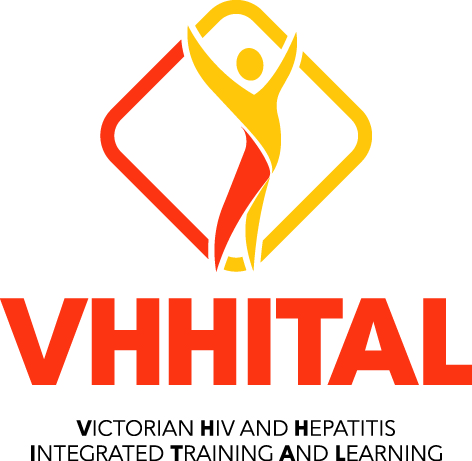 VHHITAL
VICTORIAN HIV AND HEPATITIS
INTEGRATED TRAINING AND LEARNING